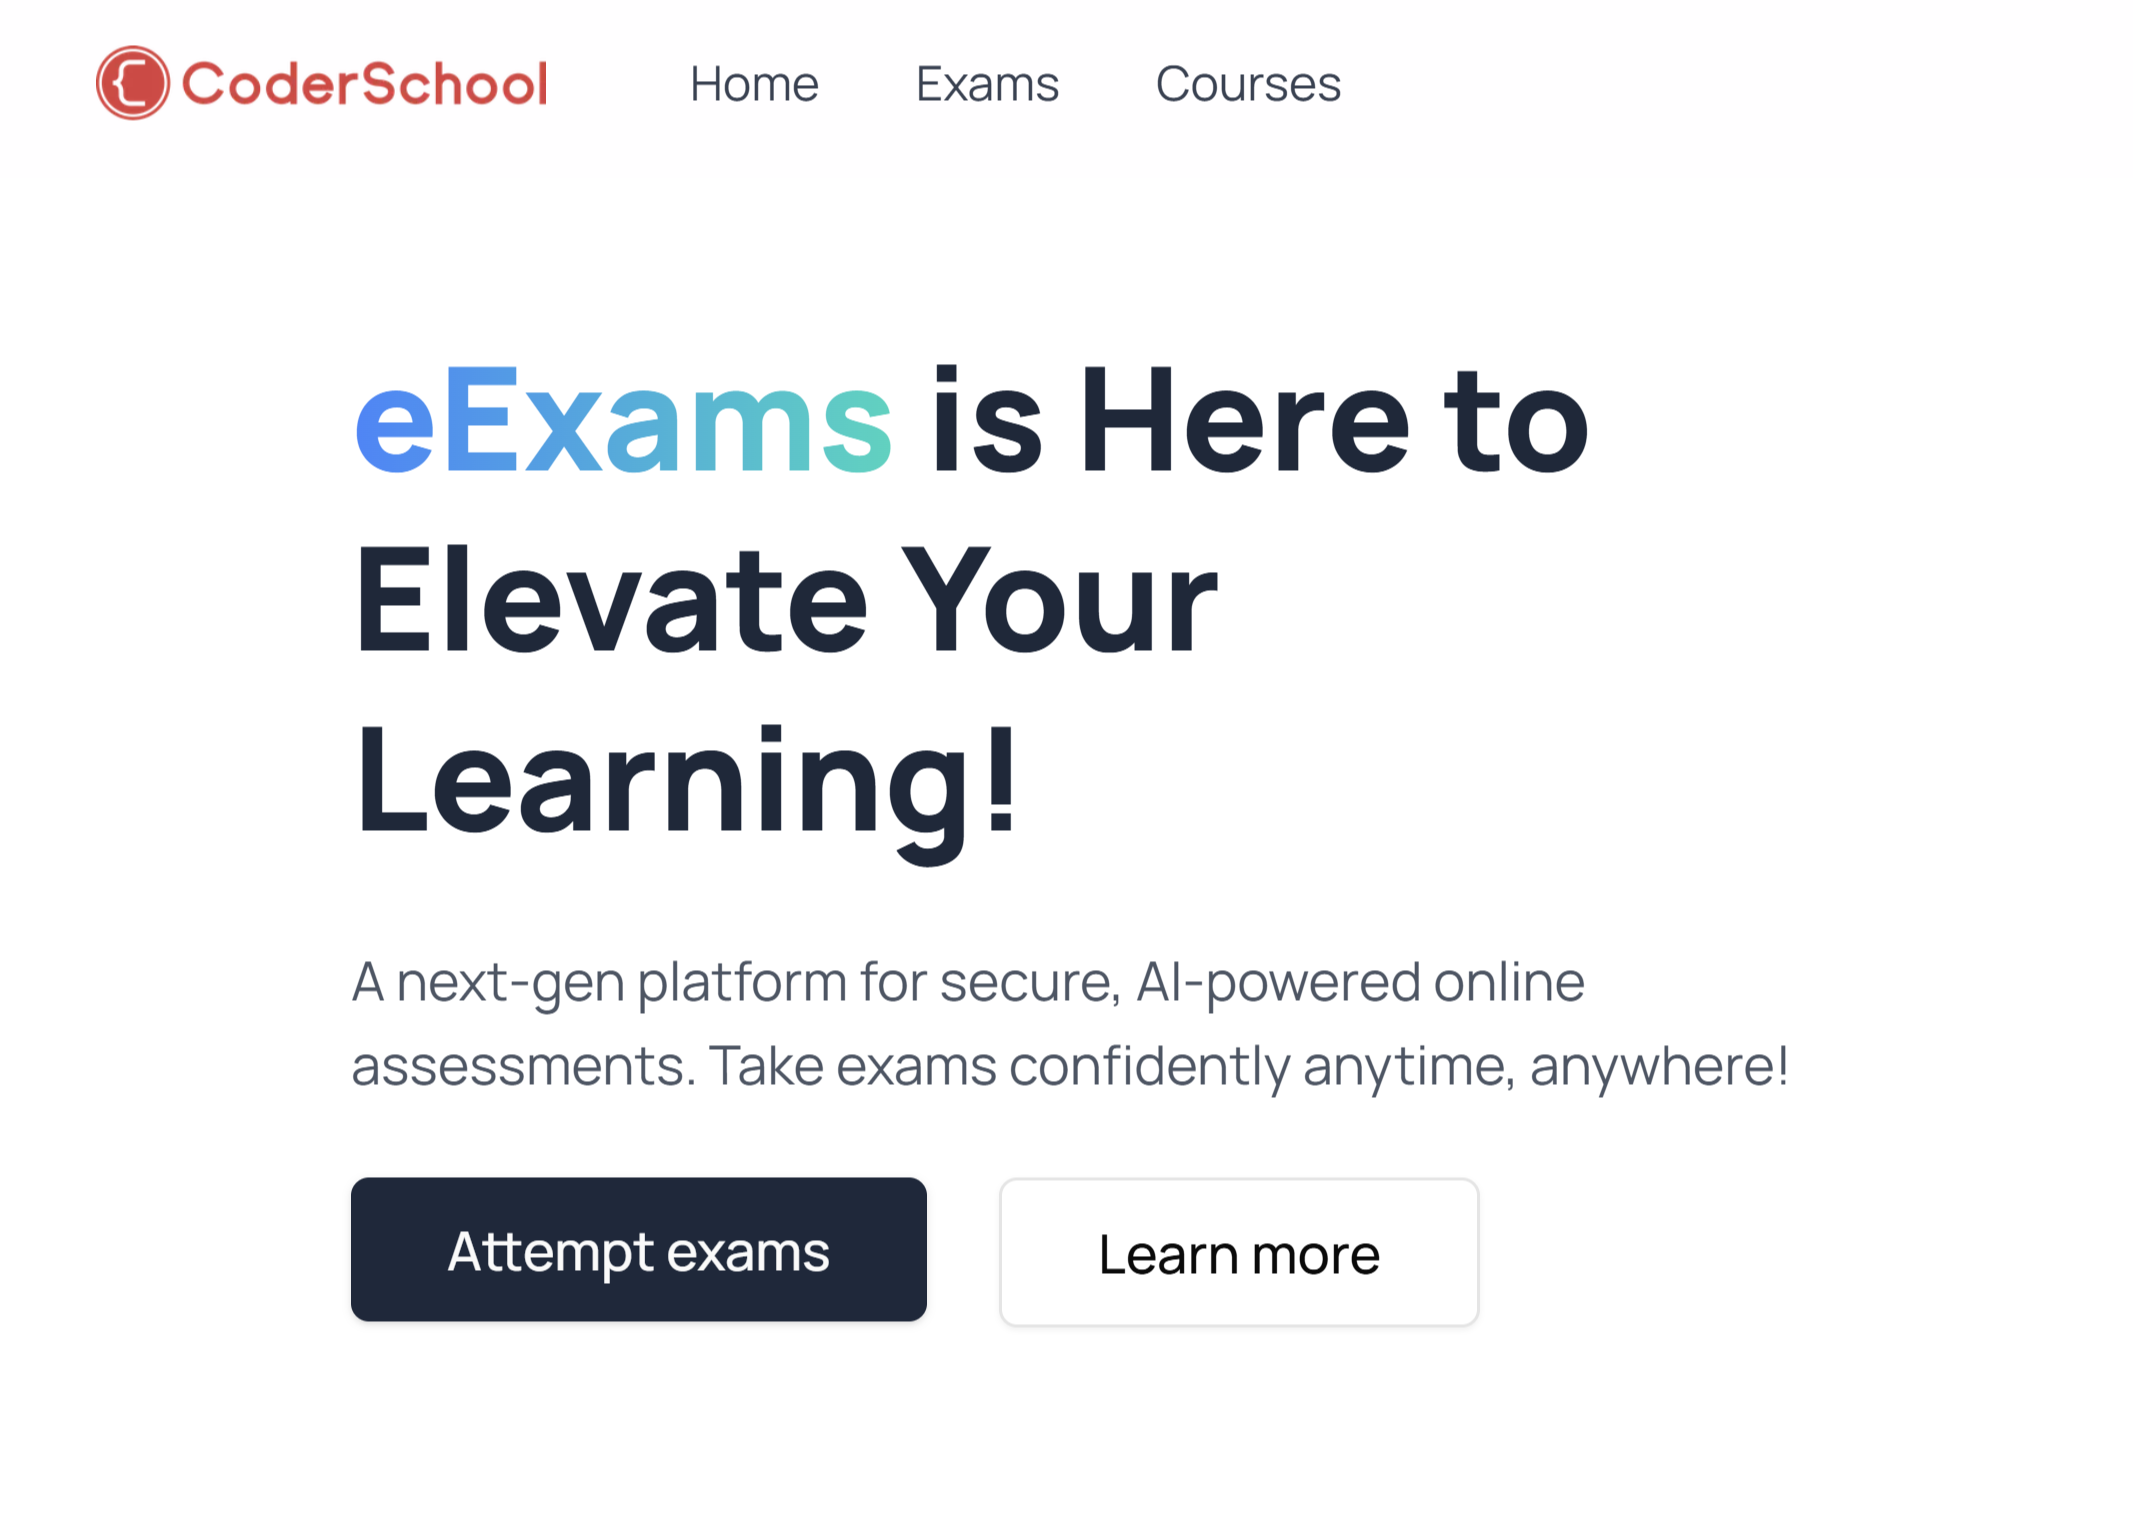 CoderSchool Home Exams Courses
eExams is Here to
Elevate Your
Learning!
A next-gen platform for secure, AI-powered online
assessments. Take exams confidently anytime, anywhere!
Attempt exams Learn more